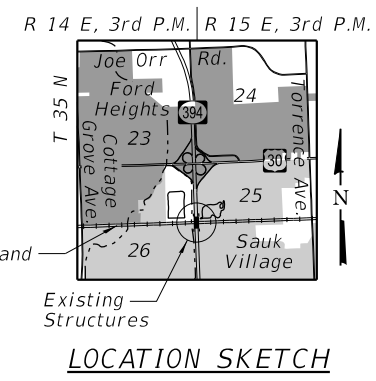 R 14 E, 3rd P.M. R 15 E, 3rd P.M.
Joe Orr Rd.
Ford
Heights
24
T 35 N
394
23
Cottage
Grove Ave.
Torrence Ave.
30
25
N
and
26
Sauk
Village
Existing
Structures
LOCATION SKETCH